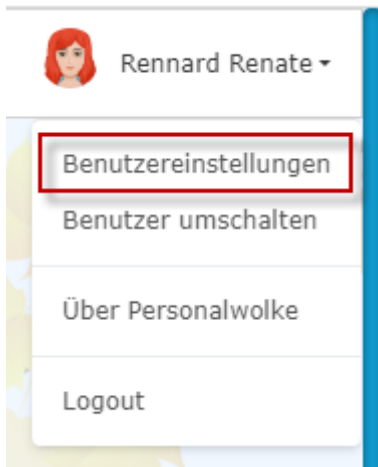 Rennard Renate
Benutzereinstellungen
Benutzer umschalten
Über Personalwolke
Logout